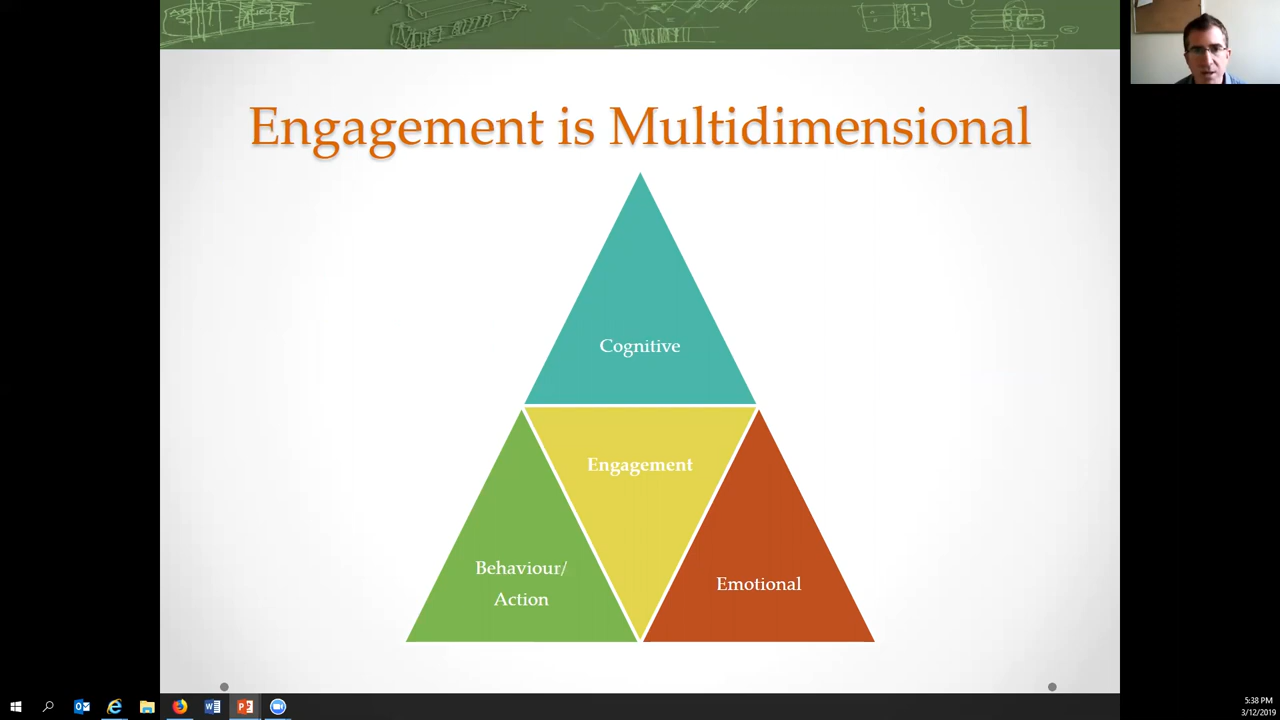 Engagement is Multidimensional
Cognitive
Engagement
Behaviour/
Action
Emotional
5:38 PM
3/12/2019